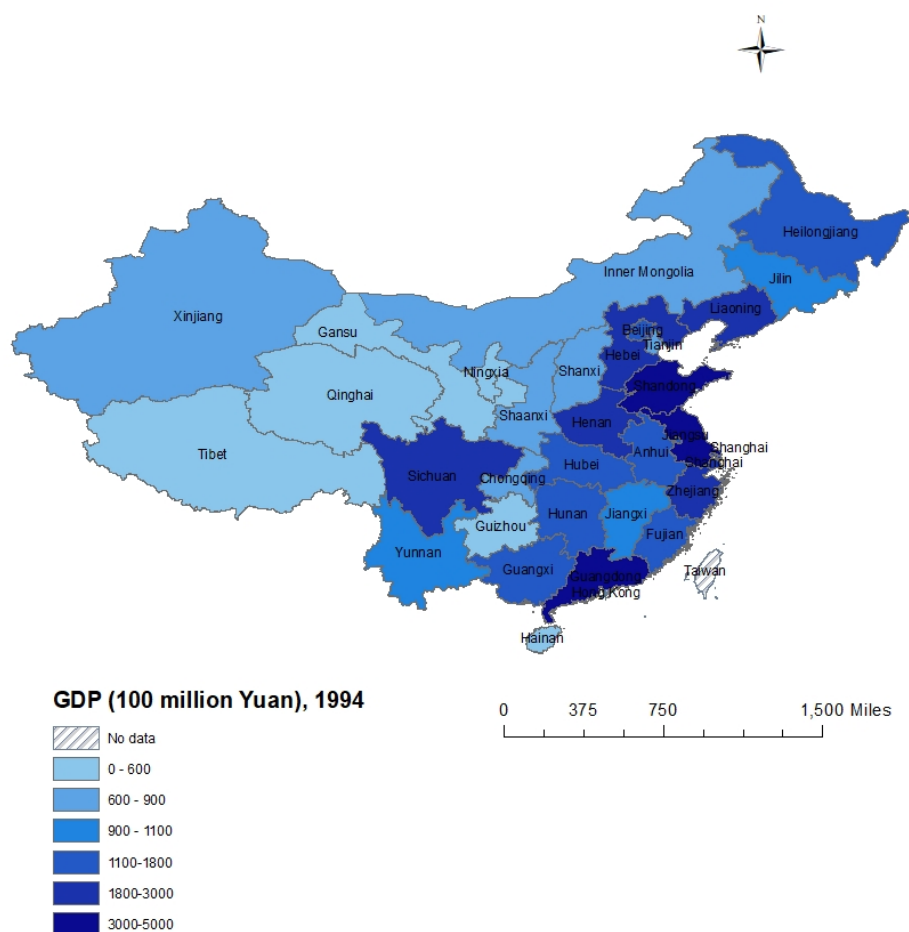 N
Heilongjiang
Inner Mongolia
Jilin
Xinjiang
Liaoning
Gansu
Beijing
Tianjin
Hebei
Ningxia
Shanxi
Qinghai
Shandong
Shaanxi
Henan
Jiangsu
Tibet
Anhui
Shanghai
Shanghai
Sichuan
Chongqing
Hubei
Zhejiang
Guizhou
Hunan
Jiangxi
Fujian
Yunnan
Guangxi
Guangdong
Taiwan
Hong Kong
Hainan
GDP (100 million Yuan), 1994
0 375 750 1,500 Miles
No data
0 - 600
600 - 900
900 - 1100
1100-1800
1800-3000
3000-5000